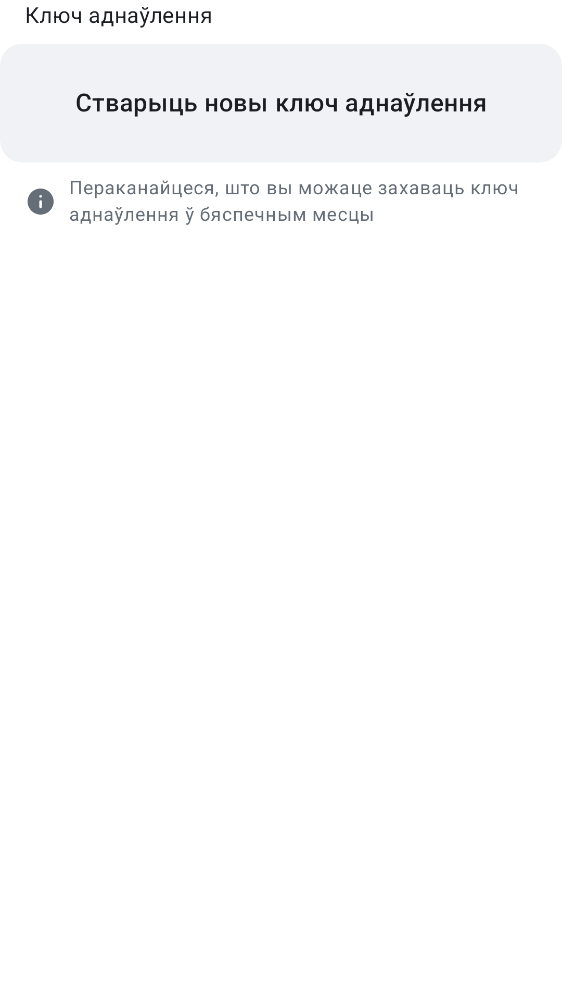 Ключ аднаўлення
Стварыць новы ключ аднаўлення
Пераканайцеся, што вы можаце захаваць ключ
аднаўлення ў бяспечным месцы